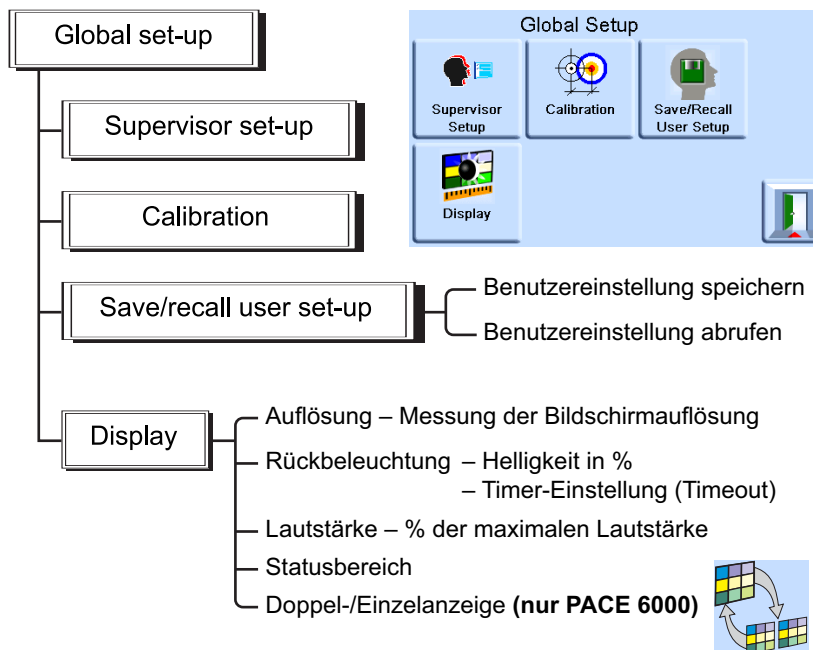 Global set-up
Supervisor set-up
Calibration
Save/recall user set-up
Benutzereinstellung speichern
Benutzereinstellung abrufen
Display
Auflösung – Messung der Bildschirmauflösung
Rückbeleuchtung – Helligkeit in %
– Timer-Einstellung (Timeout)
Lautstärke – % der maximalen Lautstärke
Statusbereich
Doppel-/Einzelanzeige (nur PACE 6000)
Global Setup
Supervisor
Setup
Calibration
Save/Recall
User Setup
Display